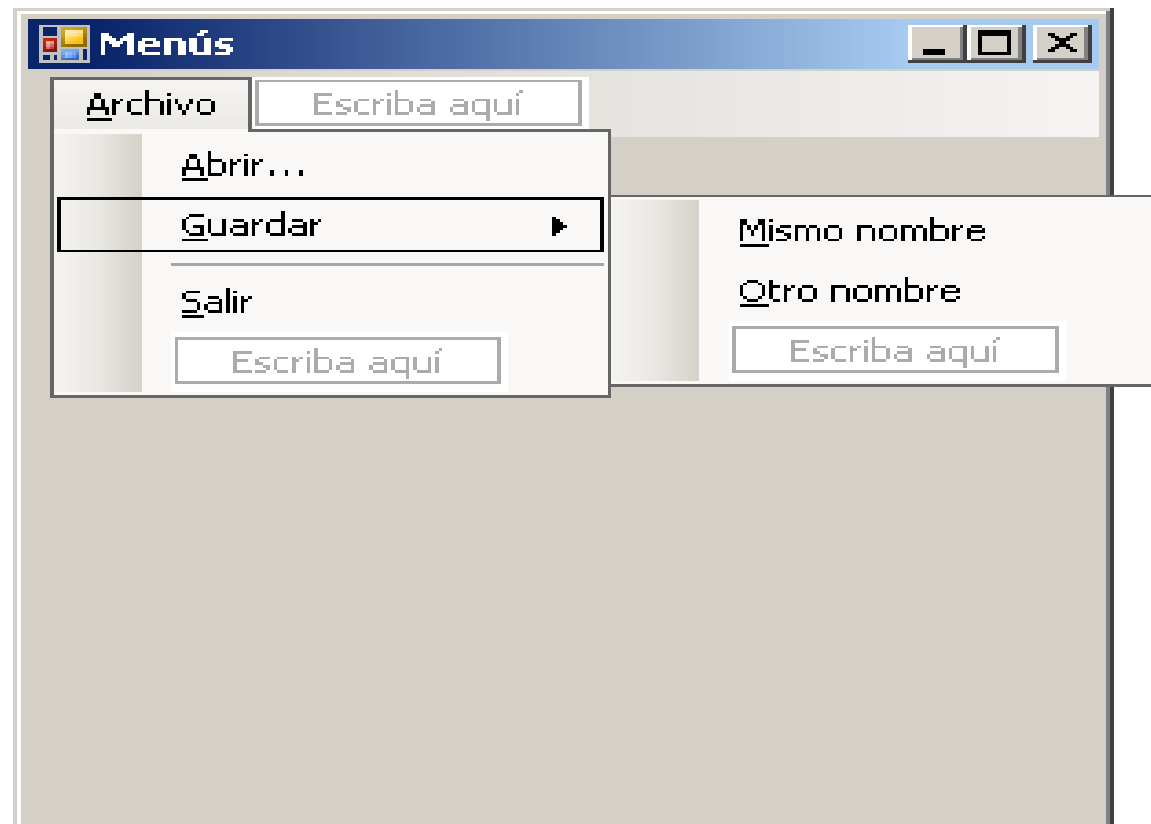 Menús
Archivo Escriba aquí
Abrir...
Guardar
Mismo nombre
Otro nombre
Escriba aquí
Salir
Escriba aquí